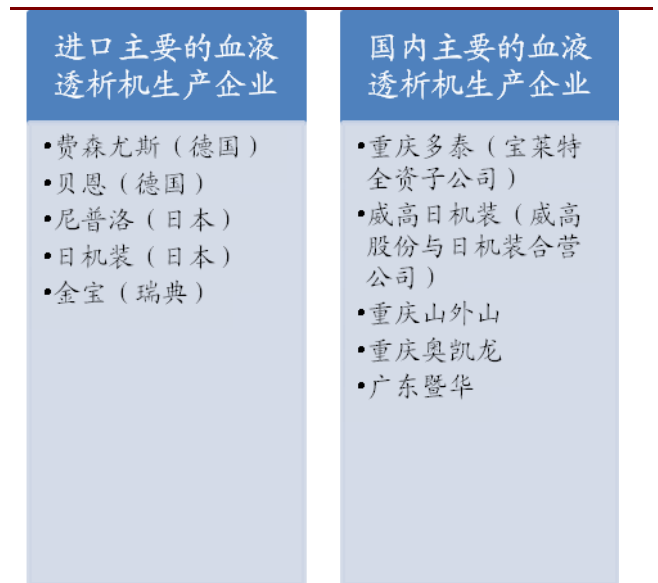 进口主要的血液
透析机生产企业
•费森尤斯（德国）
•贝恩（德国）
•尼普洛（日本）
•日机装（日本）
•金宝（瑞典）
国内主要的血液
透析机生产企业
•重庆多泰（宝莱特
全资子公司）
•威高日机装（威高
股份与日机装合营
公司）
•重庆山外山
•重庆奥凯龙
•广东暨华